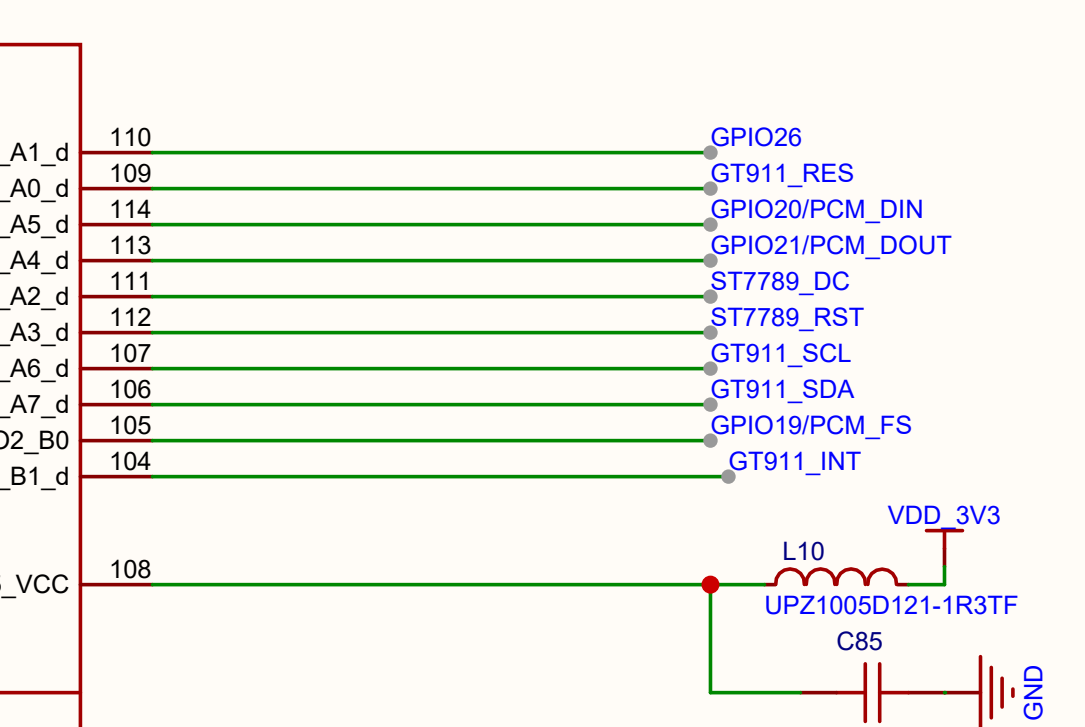 110 GPIO26
_A1_d
109 GT911_RES
_A0_d
114 GPIO20/PCM_DIN
_A5_d
113 GPIO21/PCM_DOUT
_A4_d
111 ST7789_DC
_A2_d
112 ST7789_RST
_A3_d
107 GT911_SCL
_A6_d
106 GT911_SDA
_A7_d
105 GPIO19/PCM_FS
O2_B0
104 GT911_INT
_B1_d
VDD_3V3
108 L10
_VCC
UPZ1005D121-1R3TF
C85
GND